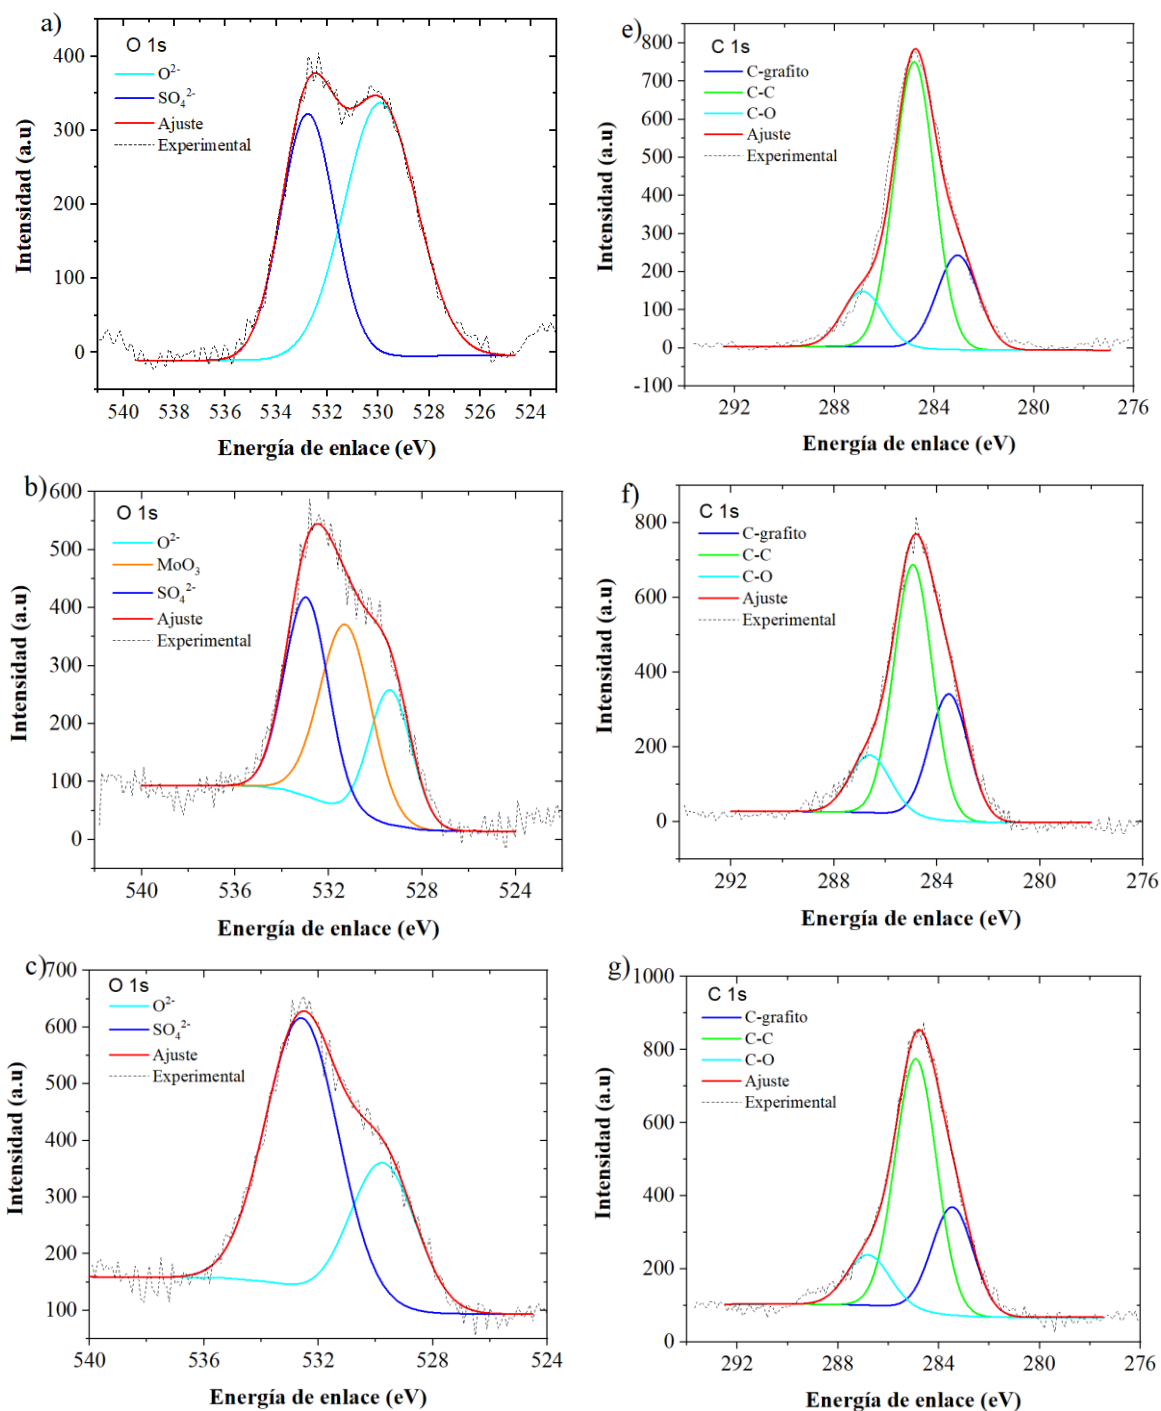 a)
O 1s
O²⁻
SO₄²⁻
Ajuste
Experimental
Intensidad (a.u)
400
300
200
100
0
540 538 536 534 532 530 528 526 524
Energía de enlace (eV)
e)
C 1s
C-grafito
C-C
C-O
Ajuste
Experimental
Intensidad (a.u)
800
700
600
500
400
300
200
100
0
-100
292 288 284 280 276
Energía de enlace (eV)
b)
O 1s
O²⁻
MoO₃
SO₄²⁻
Ajuste
Experimental
Intensidad (a.u)
600
550
500
450
400
350
300
250
200
150
100
50
0
540 536 532 528 524
Energía de enlace (eV)
f)
C 1s
C-grafito
C-C
C-O
Ajuste
Experimental
Intensidad (a.u)
800
600
400
200
0
292 288 284 280 276
Energía de enlace (eV)
c)
O 1s
O²⁻
SO₄²⁻
Ajuste
Experimental
Intensidad (a.u)
700
600
500
400
300
200
100
540 536 532 528 524
Energía de enlace (eV)
g)
C 1s
C-grafito
C-C
C-O
Ajuste
Experimental
Intensidad (a.u)
1000
800
600
400
200
0
292 288 284 280 276
Energía de enlace (eV)